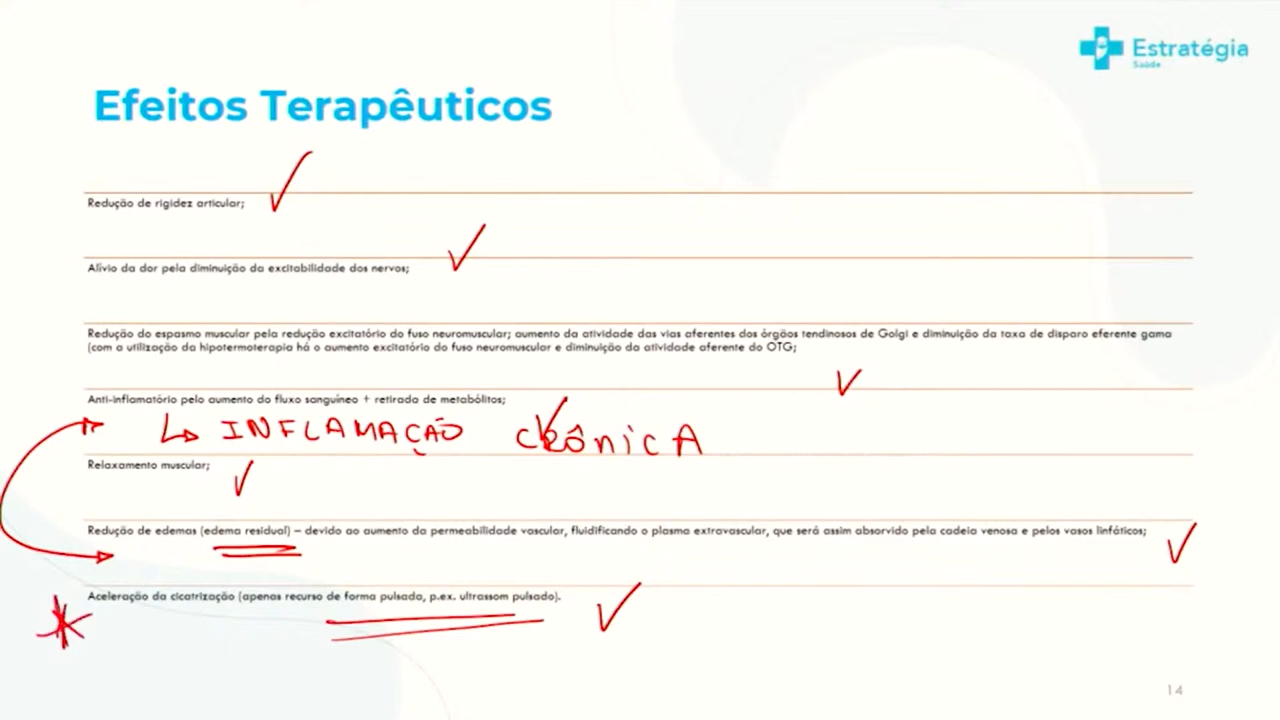 Estratégia
Saúde
Efeitos Terapêuticos
Redução de rigidez articular;
Alívio da dor pela diminuição da excitabilidade dos nervos;
Redução do espasmo muscular pela redução excitatório do fuso neuromuscular; aumento da atividade das vias aferentes dos órgãos tendinosos de Golgi e diminuição da taxa de disparo eferente gama
(com a utilização da hipotermoterapia há o aumento excitatório do fuso neuromuscular e diminuição da atividade aferente do OTG;
Anti-inflamatório pelo aumento do fluxo sanguíneo + retirada de metabólitos;
↳ INFLAMAÇÃO CRÔNICA
Relaxamento muscular;
Redução de edemas (edema residual) – devido ao aumento da permeabilidade vascular, fluidificando o plasma extravascular, que será assim absorvido pela cadeia venosa e pelos vasos linfáticos;
Aceleração da cicatrização (apenas recurso de forma pulsada, p.ex. ultrassom pulsado).
14